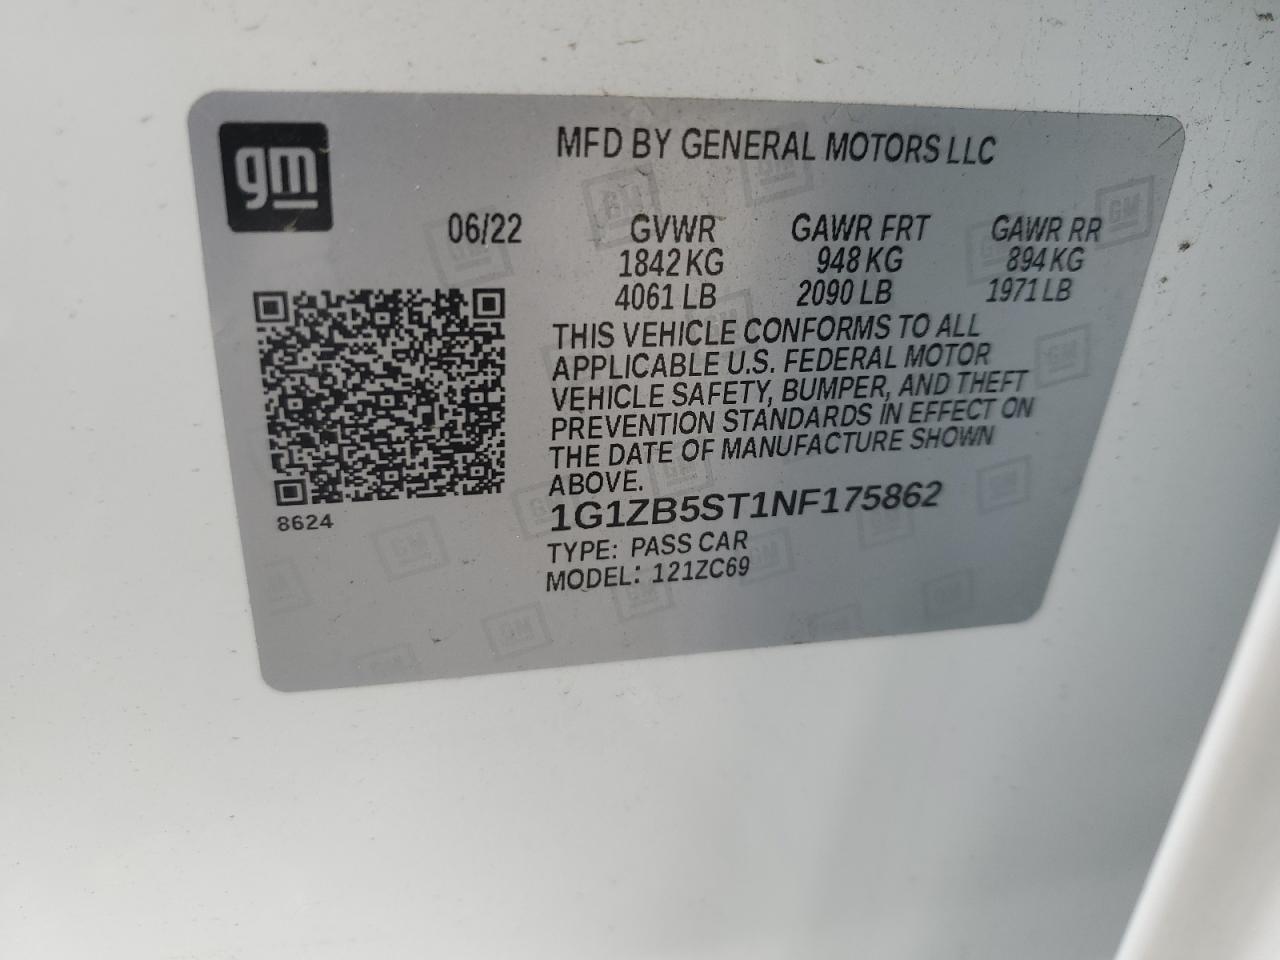 gm
MFD BY GENERAL MOTORS LLC
06/22 GVWR GAWR FRT GAWR RR
1842 KG 948 KG 894 KG
4061 LB 2090 LB 1971 LB
THIS VEHICLE CONFORMS TO ALL
APPLICABLE U.S. FEDERAL MOTOR
VEHICLE SAFETY, BUMPER, AND THEFT
PREVENTION STANDARDS IN EFFECT ON
THE DATE OF MANUFACTURE SHOWN
ABOVE.
8624
1G1ZB5ST1NF175862
TYPE: PASS CAR
MODEL: 121ZC69